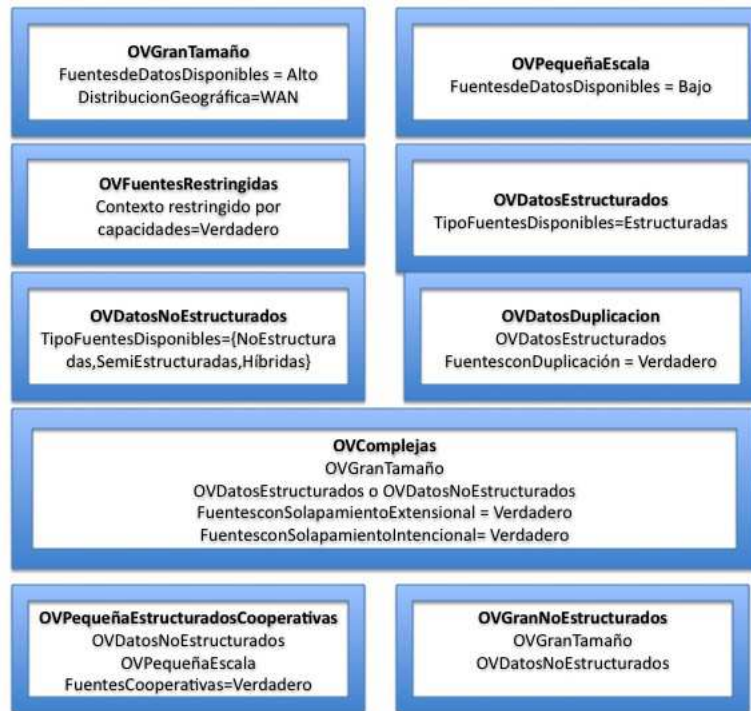 OVGranTamaño
FuentesdeDatosDisponibles = Alto
DistribucionGeográfica=WAN
OVPequeñaEscala
FuentesdeDatosDisponibles = Bajo
OVFuentesRestringidas
Contexto restringido por
capacidades=Verdadero
OVDatosEstructurados
TipoFuentesDisponibles=Estructuradas
OVDatosNoEstructurados
TipoFuentesDisponibles={NoEstructura
das,SemiEstructuradas,Híbridas}
OVDatosDuplicacion
OVDatosEstructurados
FuentesconDuplicación = Verdadero
OVComplejas
OVGranTamaño
OVDatosEstructurados o OVDatosNoEstructurados
FuentesconSolapamientoExtensional = Verdadero
FuentesconSolapamientoIntencional= Verdadero
OVPequeñaEstructuradosCooperativas
OVDatosNoEstructurados
OVPequeñaEscala
FuentesCooperativas=Verdadero
OVGranNoEstructurados
OVGranTamaño
OVDatosNoEstructurados